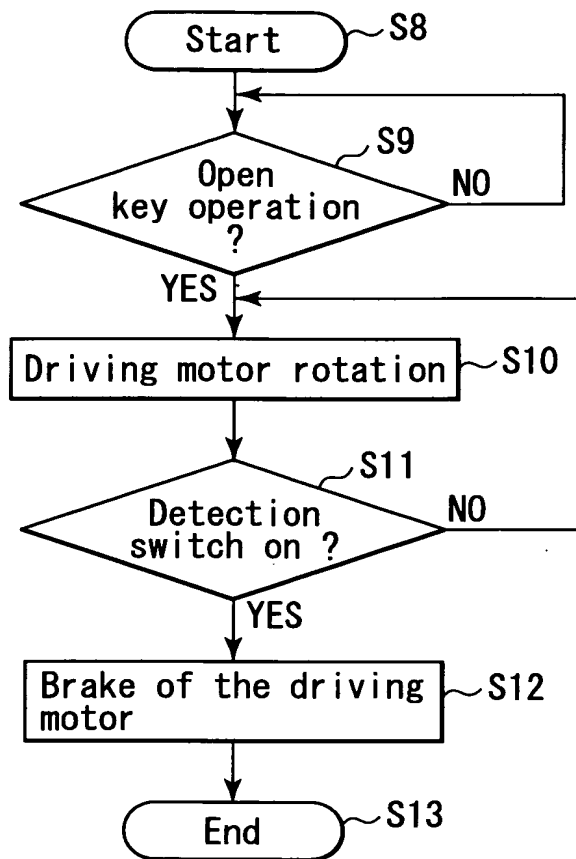 Start
S8
S9
Open
key operation
?
NO
YES
Driving motor rotation
S10
S11
Detection
switch on ?
NO
YES
Brake of the driving
motor
S12
End
S13